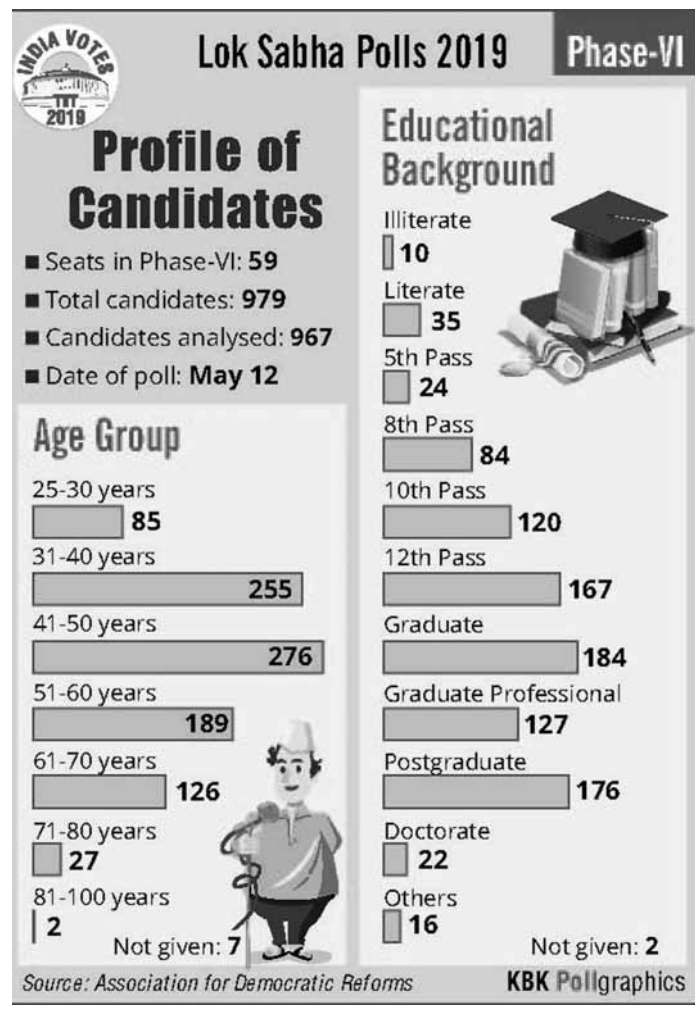 INDIA VOTES
2019
Lok Sabha Polls 2019
Phase-VI
Profile of
Candidates
■ Seats in Phase-VI: 59
■ Total candidates: 979
■ Candidates analysed: 967
■ Date of poll: May 12
Age Group
25-30 years
85
31-40 years
255
41-50 years
276
51-60 years
189
61-70 years
126
71-80 years
27
81-100 years
2
Not given: 7
Educational
Background
Illiterate
10
Literate
35
5th Pass
24
8th Pass
84
10th Pass
120
12th Pass
167
Graduate
184
Graduate Professional
127
Postgraduate
176
Doctorate
22
Others
16
Not given: 2
Source: Association for Democratic Reforms
KBK Pollgraphics